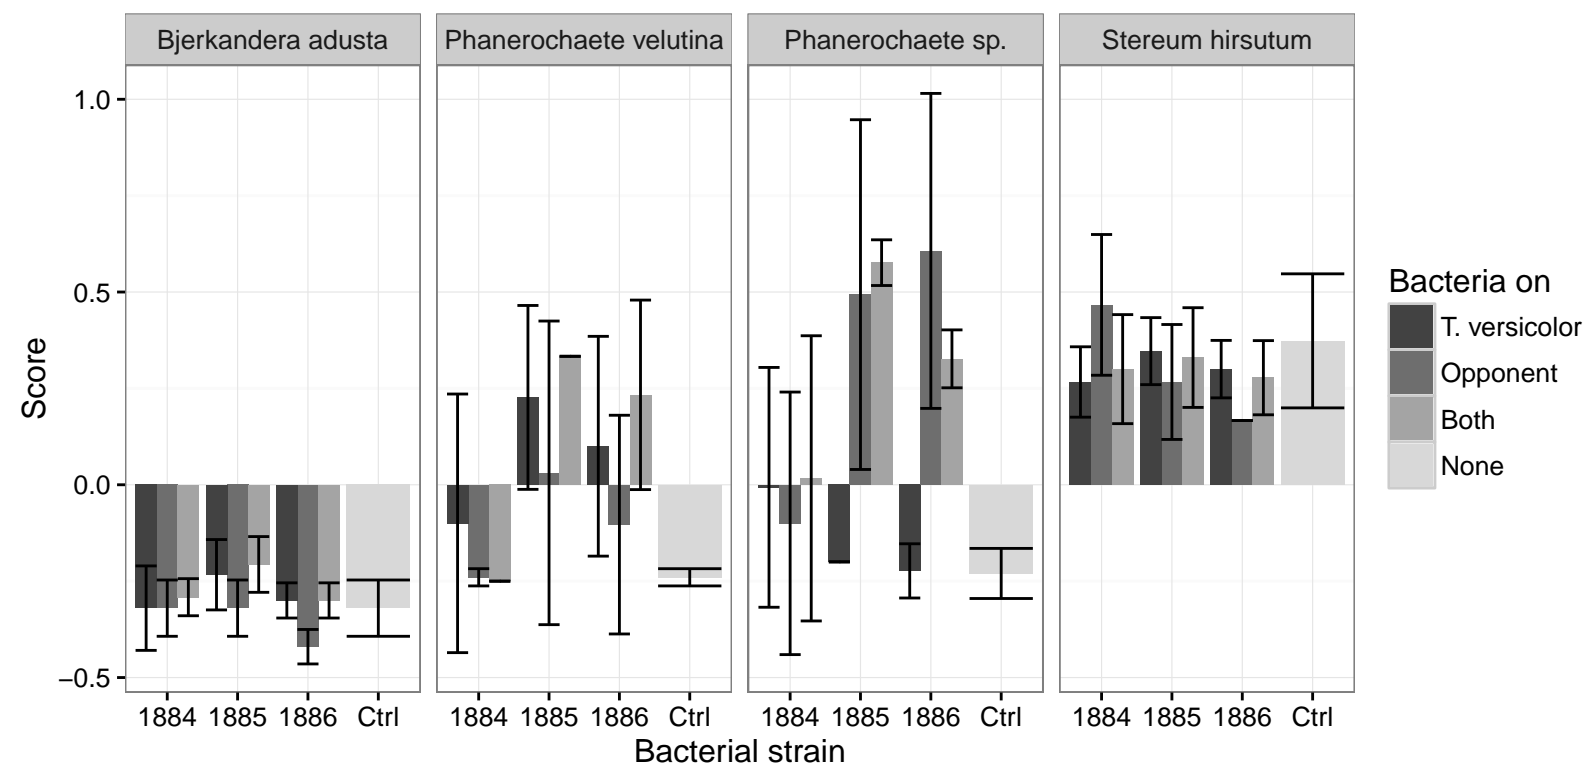 Bjerkandera adusta
Phanerochaete velutina
Phanerochaete sp.
Stereum hirsutum
1.0
0.5
0.0
−0.5
Score
1884 1885 1886 Ctrl
1884 1885 1886 Ctrl
1884 1885 1886 Ctrl
1884 1885 1886 Ctrl
Bacterial strain
Bacteria on
T. versicolor
Opponent
Both
None